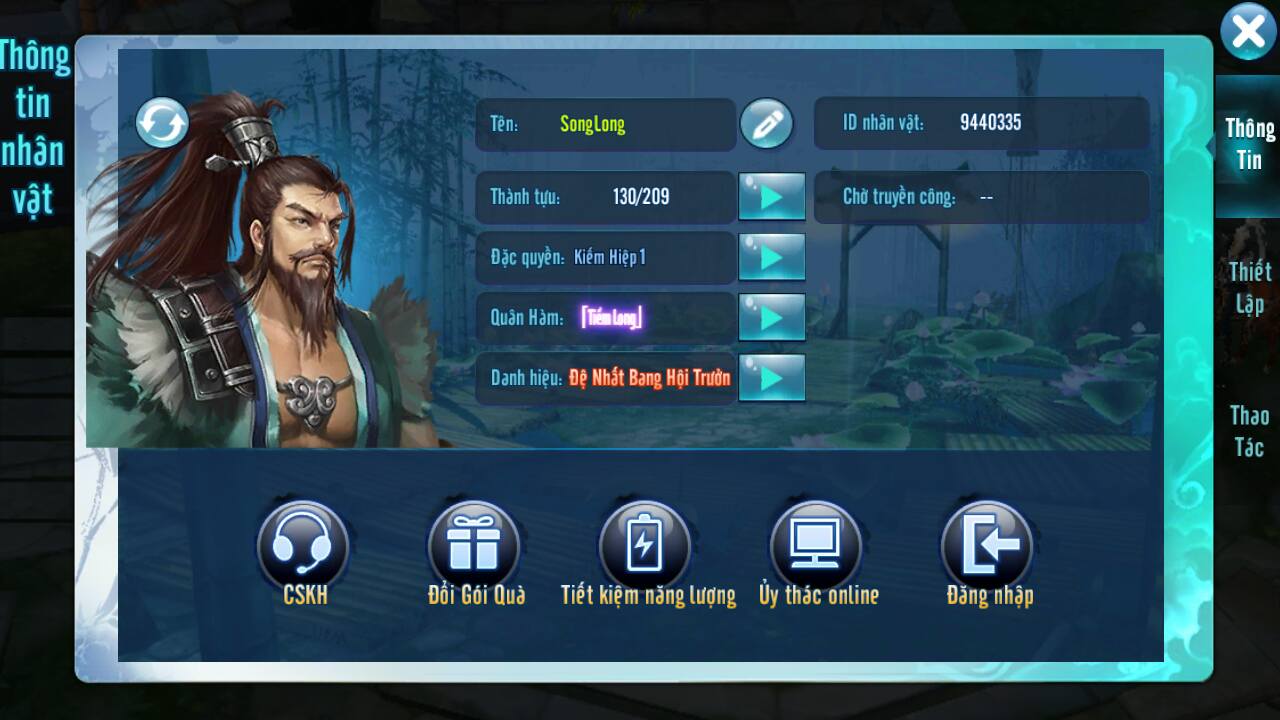 Thông
tin
nhân
vật
Tên: SongLong
ID nhân vật: 9440335
Thành tựu: 130/209
Chờ truyền công: --
Đặc quyền: Kiếm Hiệp 1
Quân Hàm: [Tiềm Long]
Danh hiệu: Đệ Nhất Bang Hội Trưởn
Thông
Tin
Thiết
Lập
Thao
Tác
CSKH
Đổi Gói Quà
Tiết kiệm năng lượng
Ủy thác online
Đăng nhập